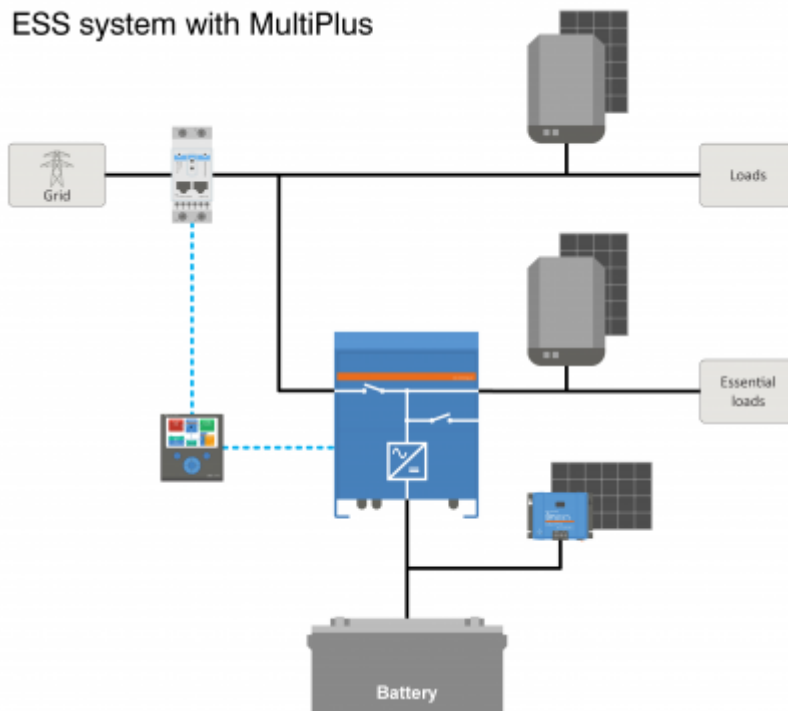 ESS system with MultiPlus
Grid
Loads
Essential
loads
Battery